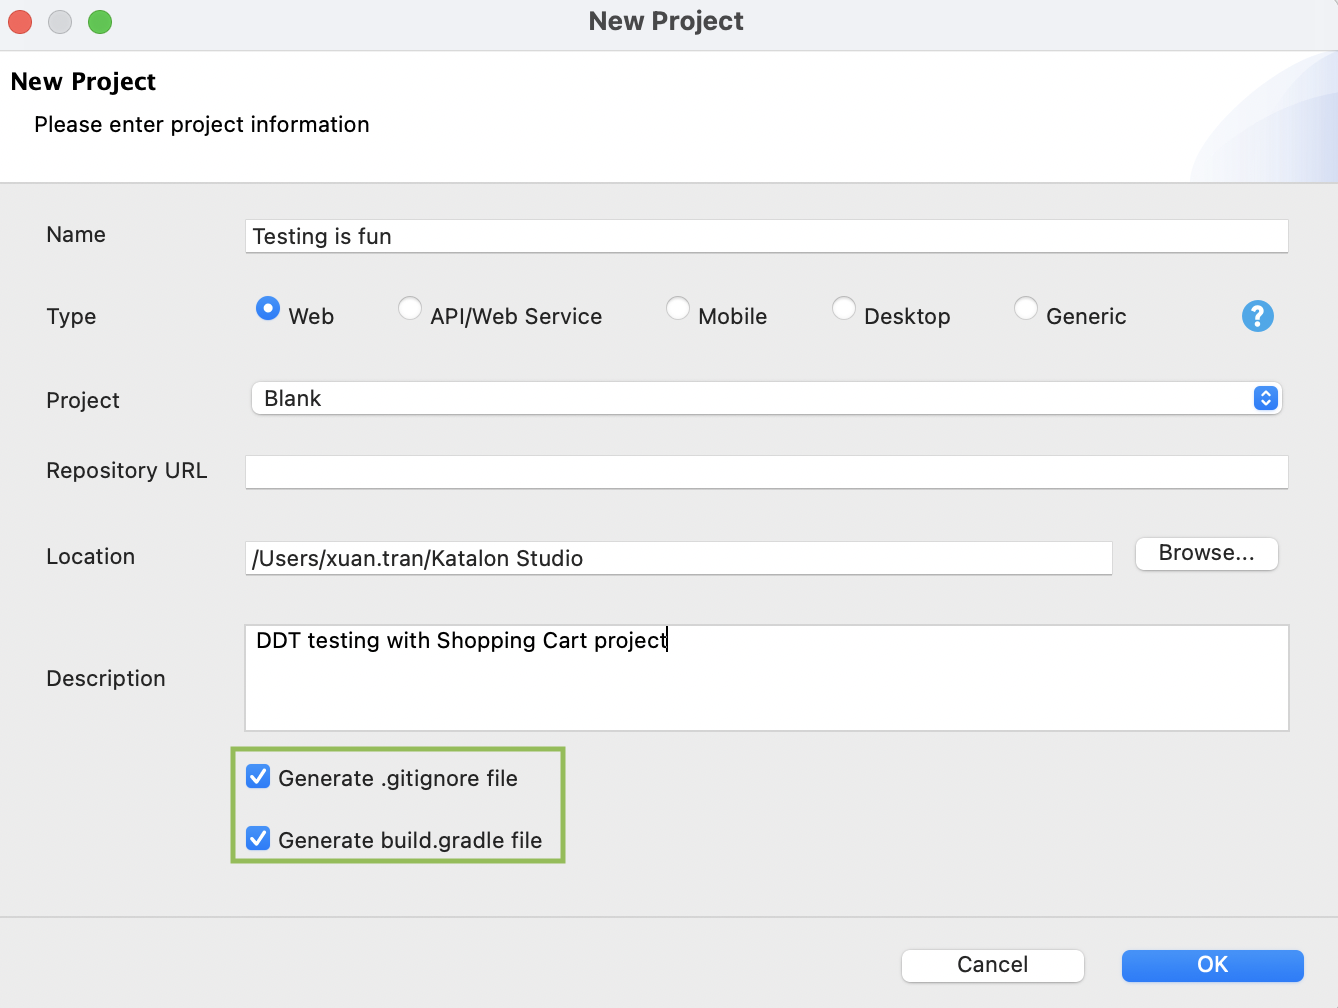 New Project
New Project
Please enter project information
Name
Testing is fun
Type
Web
API/Web Service
Mobile
Desktop
Generic
?
Project
Blank
Repository URL
Location
/Users/xuan.tran/Katalon Studio
Browse...
Description
DDT testing with Shopping Cart project
Generate .gitignore file
Generate build.gradle file
Cancel
OK